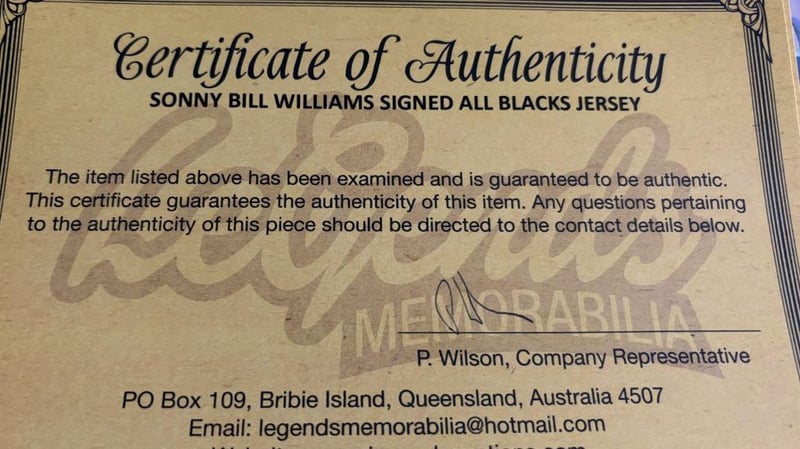 Certificate of Authenticity
SONNY BILL WILLIAMS SIGNED ALL BLACKS JERSEY
The item listed above has been examined and is guaranteed to be authentic.
This certificate guarantees the authenticity of this item. Any questions pertaining
to the authenticity of this piece should be directed to the contact details below.
Legends
MEMORABILIA
P. Wilson, Company Representative
PO Box 109, Bribie Island, Queensland, Australia 4507
Email: legendsmemorabilia@hotmail.com